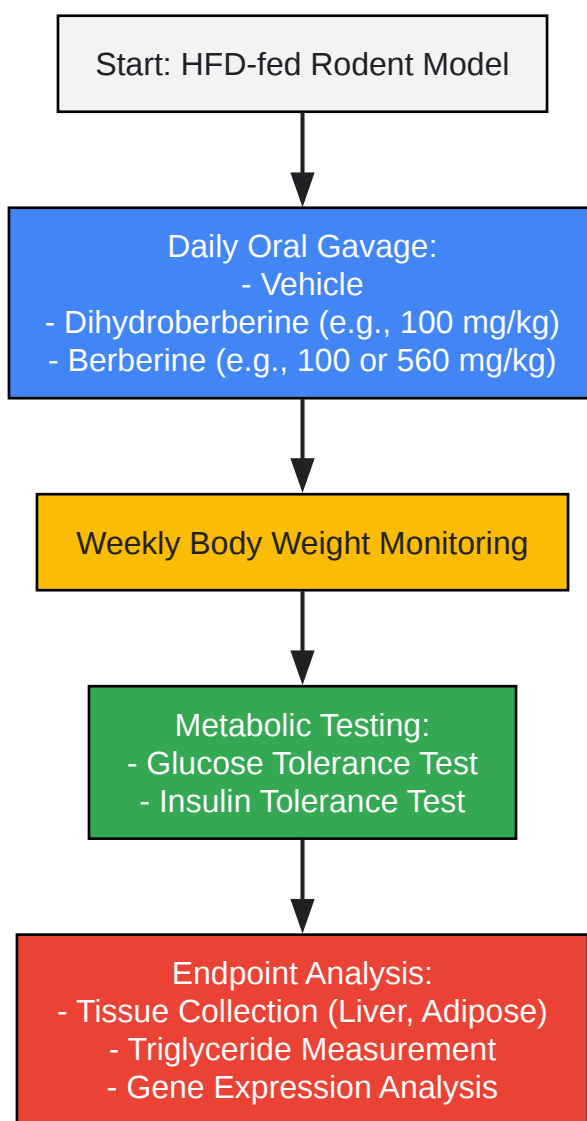 Start: HFD-fed Rodent Model
Daily Oral Gavage:
- Vehicle
- Dihydroberberine (e.g., 100 mg/kg)
- Berberine (e.g., 100 or 560 mg/kg)
Weekly Body Weight Monitoring
Metabolic Testing:
- Glucose Tolerance Test
- Insulin Tolerance Test
Endpoint Analysis:
- Tissue Collection (Liver, Adipose)
- Triglyceride Measurement
- Gene Expression Analysis